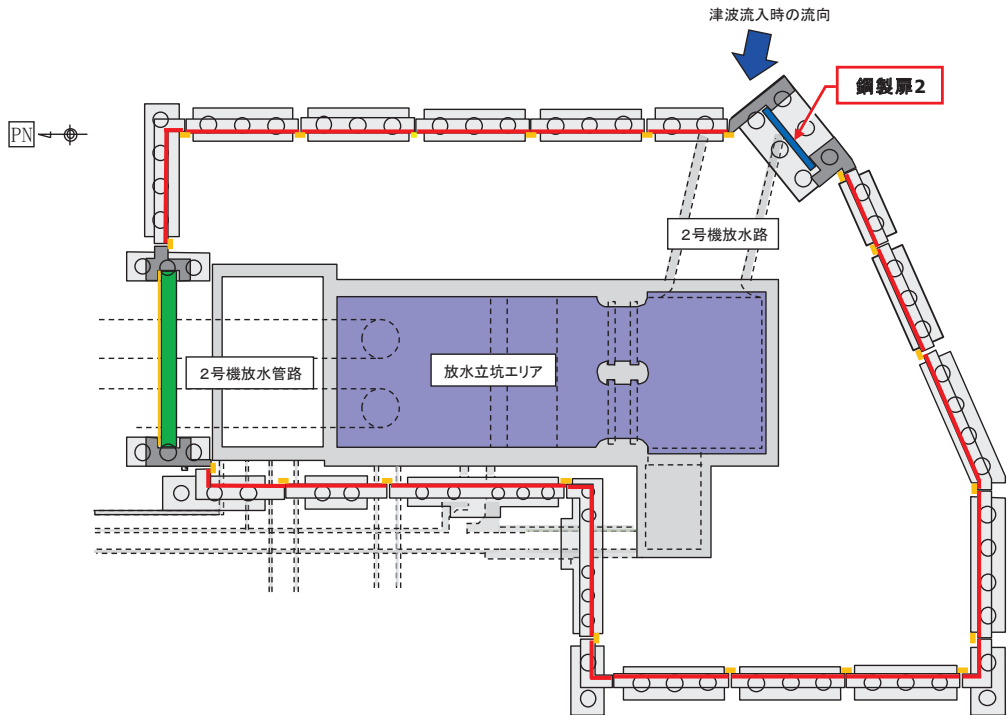 津波流入時の流向
鋼製扉2
PN
2号機放水路
2号機放水管路
放水立坑エリア